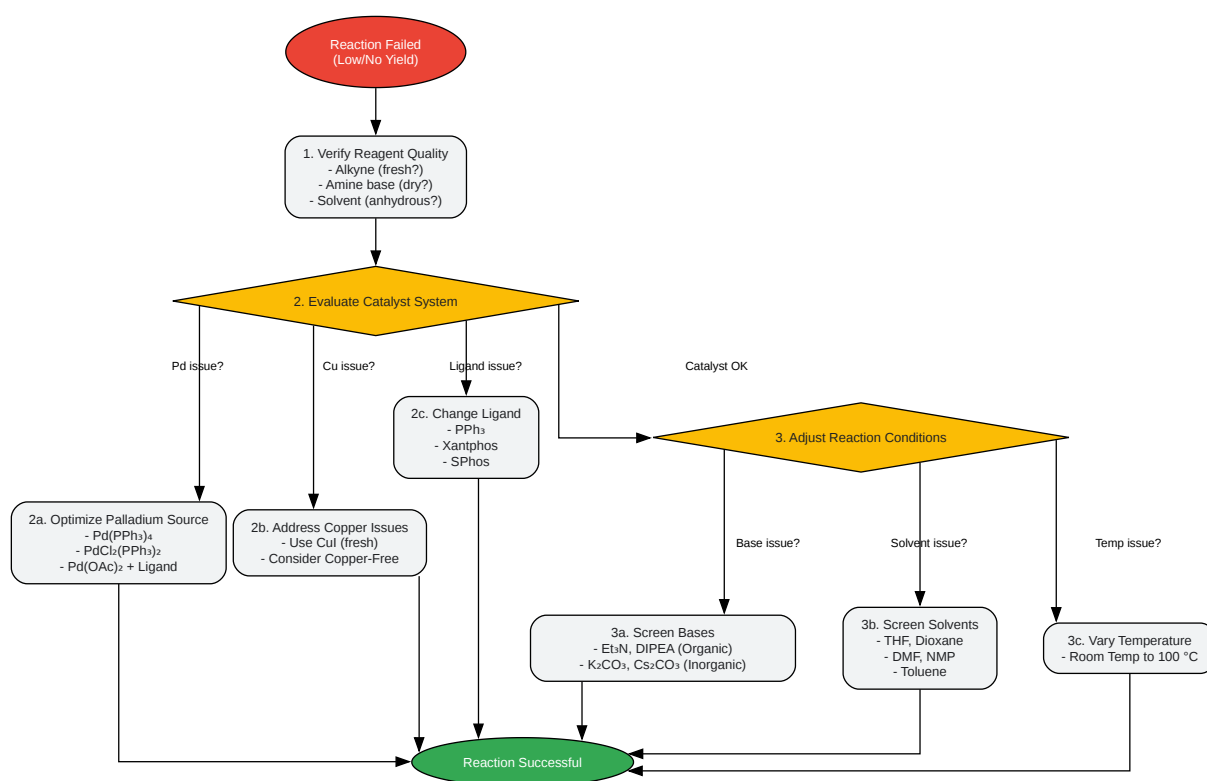 Reaction Failed
(Low/No Yield)
1. Verify Reagent Quality
- Alkyne (fresh?)
- Amine base (dry?)
- Solvent (anhydrous?)
2. Evaluate Catalyst System
Pd issue?
Cu issue?
Ligand issue?
Catalyst OK
2c. Change Ligand
- PPh₃
- Xantphos
- SPhos
3. Adjust Reaction Conditions
2a. Optimize Palladium Source
- Pd(PPh₃)₄
- PdCl₂(PPh₃)₂
- Pd(OAc)₂ + Ligand
2b. Address Copper Issues
- Use CuI (fresh)
- Consider Copper-Free
Base issue?
Solvent issue?
Temp issue?
3a. Screen Bases
- Et₃N, DIPEA (Organic)
- K₂CO₃, Cs₂CO₃ (Inorganic)
3b. Screen Solvents
- THF, Dioxane
- DMF, NMP
- Toluene
3c. Vary Temperature
- Room Temp to 100 °C
Reaction Successful